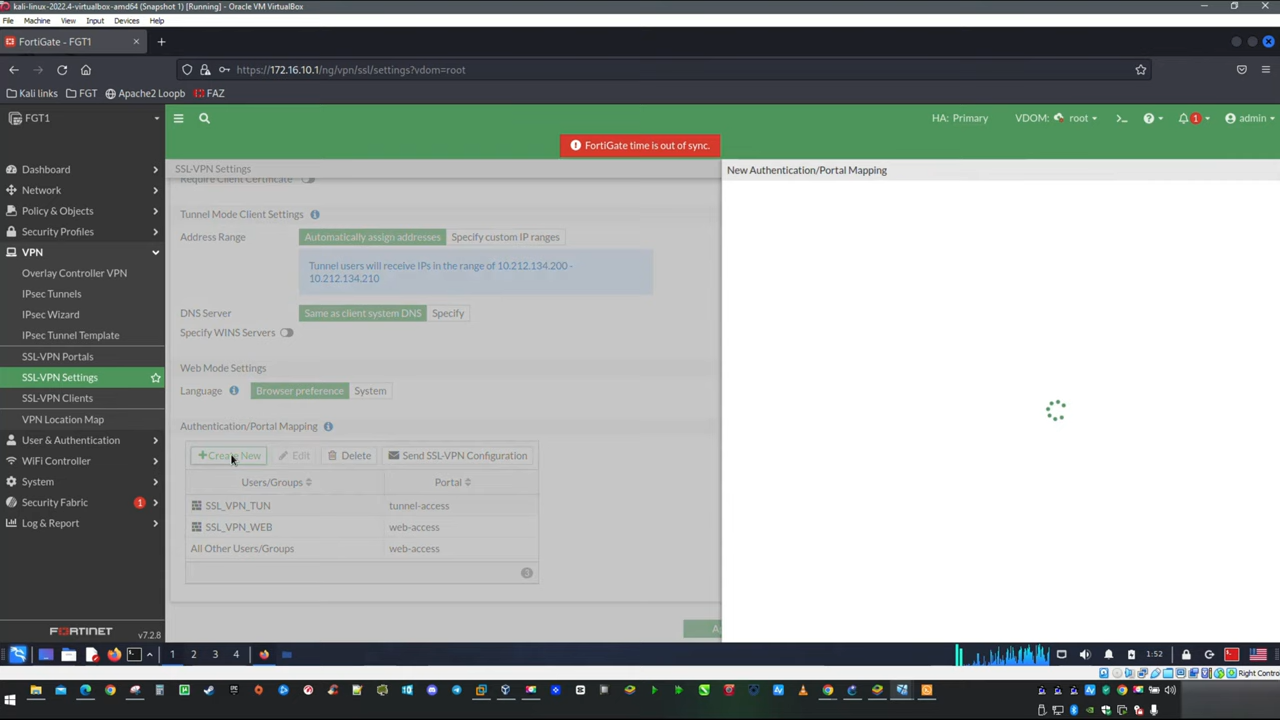 kali-linux-2022.4-virtualbox-amd64 (Snapshot 1) [Running] - Oracle VM VirtualBox
File Machine View Input Devices Help
FortiGate - FGT1
https://172.16.10.1/ng/vpn/ssl/settings?vdom=root
Kali links FGT Apache2 Loopb FAZ
FGT1
HA: Primary VDOM: root 1 admin
FortiGate time is out of sync.
Dashboard
Network
Policy & Objects
Security Profiles
VPN
Overlay Controller VPN
IPsec Tunnels
IPsec Wizard
IPsec Tunnel Template
SSL-VPN Portals
SSL-VPN Settings
SSL-VPN Clients
VPN Location Map
User & Authentication
WiFi Controller
System
Security Fabric 1
Log & Report
FORTINET v7.2.8
SSL-VPN Settings
Require Client Certificate
Tunnel Mode Client Settings
Address Range Automatically assign addresses Specify custom IP ranges
Tunnel users will receive IPs in the range of 10.212.134.200 -
10.212.134.210
DNS Server Same as client system DNS Specify
Specify WINS Servers
Web Mode Settings
Language Browser preference System
Authentication/Portal Mapping
Create New Edit Delete Send SSL-VPN Configuration
Users/Groups Portal
SSL_VPN_TUN tunnel-access
SSL_VPN_WEB web-access
All Other Users/Groups web-access
3
New Authentication/Portal Mapping
1 2 3 4
1:52
Right Contro